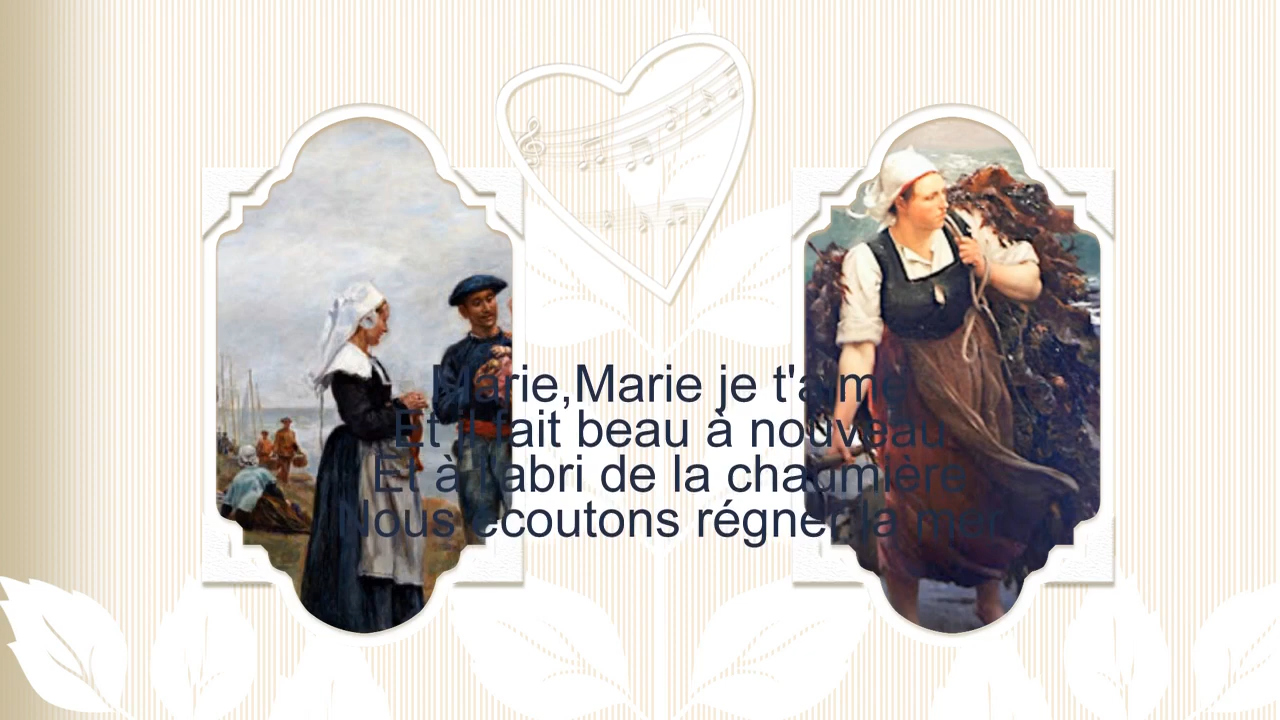 Marie,Marie je t'aime
Et il fait beau à nouveau
Et à l'abri de la chaumière
Nous écoutons régner la mer